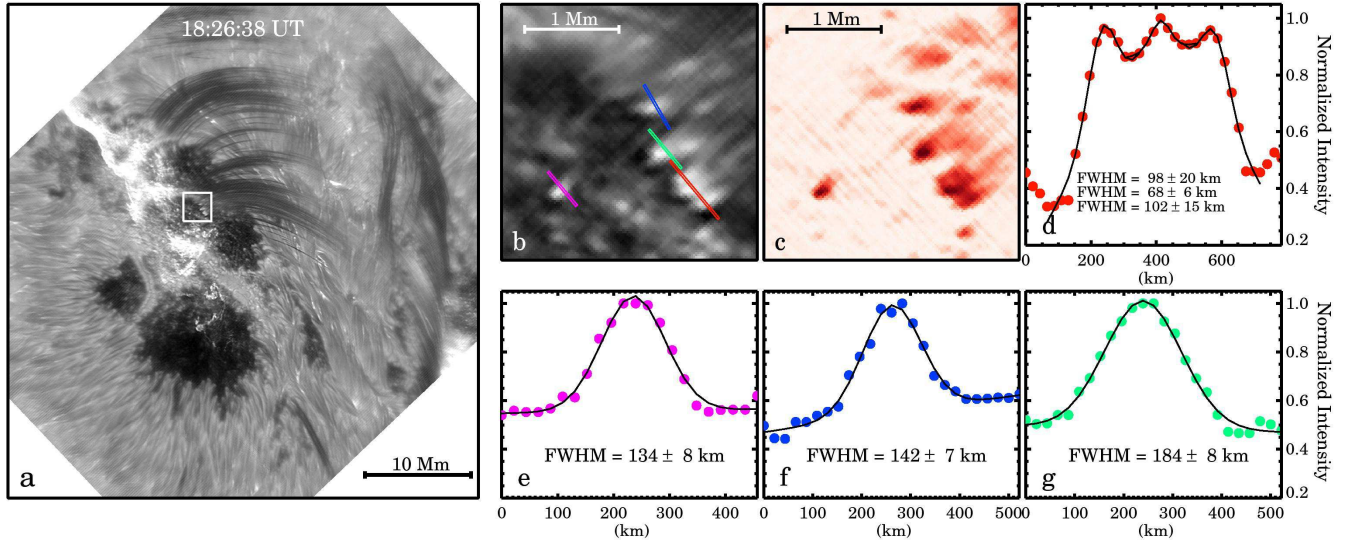 18:26:38 UT
10 Mm
a
1 Mm
b
1 Mm
c
1.0
0.8
0.6
0.4
0.2
Normalized Intensity
FWHM = 98 ± 20 km
FWHM = 68 ± 6 km
FWHM = 102 ± 15 km
d
0 200 400 600
(km)
FWHM = 134 ± 8 km
e
0 100 200 300 400
(km)
FWHM = 142 ± 7 km
f
0 100 200 300 400 500
(km)
1.0
0.8
0.6
0.4
0.2
Normalized Intensity
FWHM = 184 ± 8 km
g
0 100 200 300 400 500
(km)